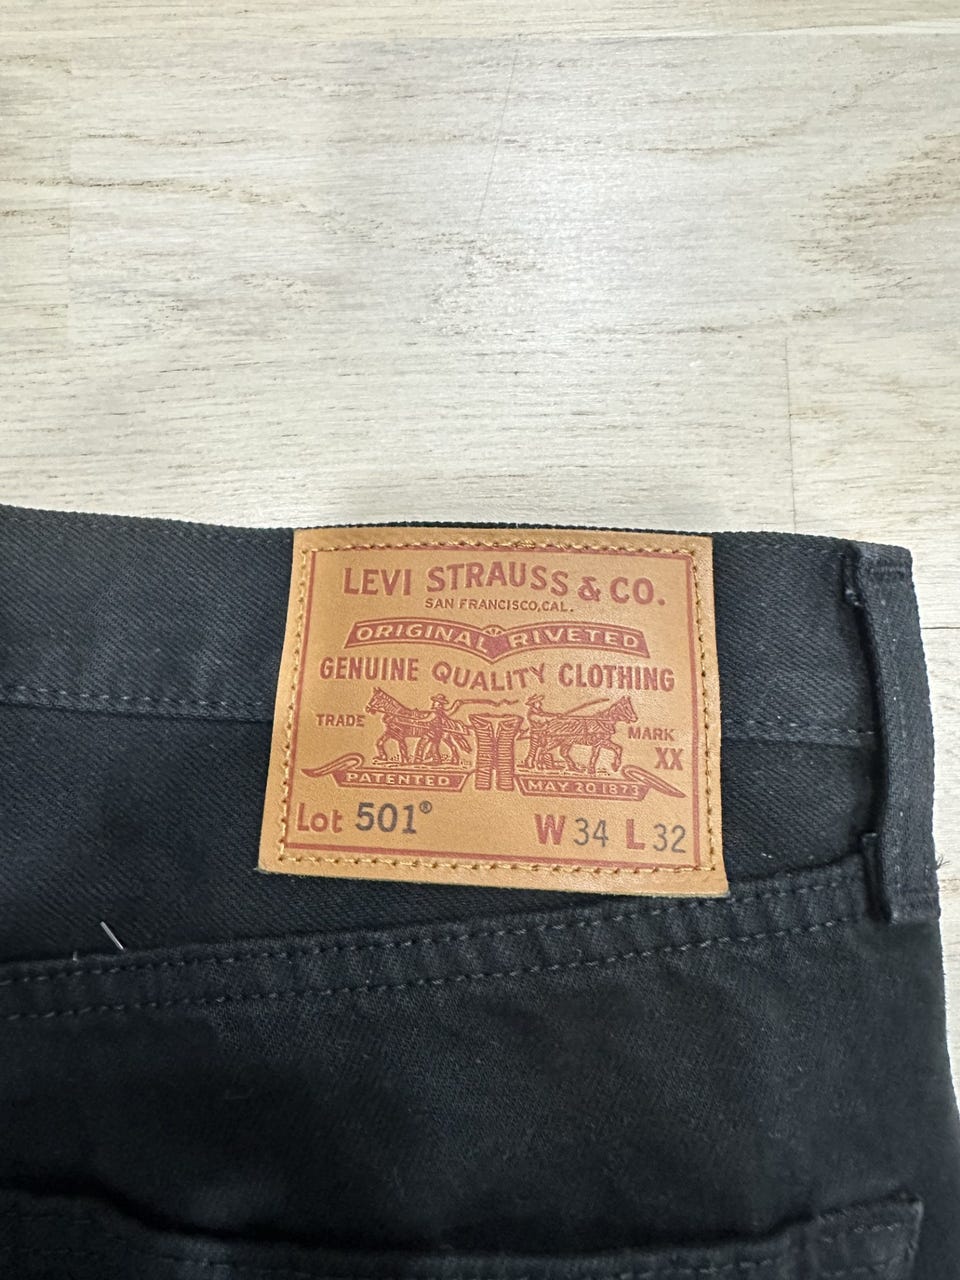 LEVI STRAUSS & CO.
SAN FRANCISCO, CAL.
ORIGINAL RIVETED
GENUINE QUALITY CLOTHING
TRADE MARK
XX
PATENTED MAY 20 1873
Lot 501® W 34 L 32